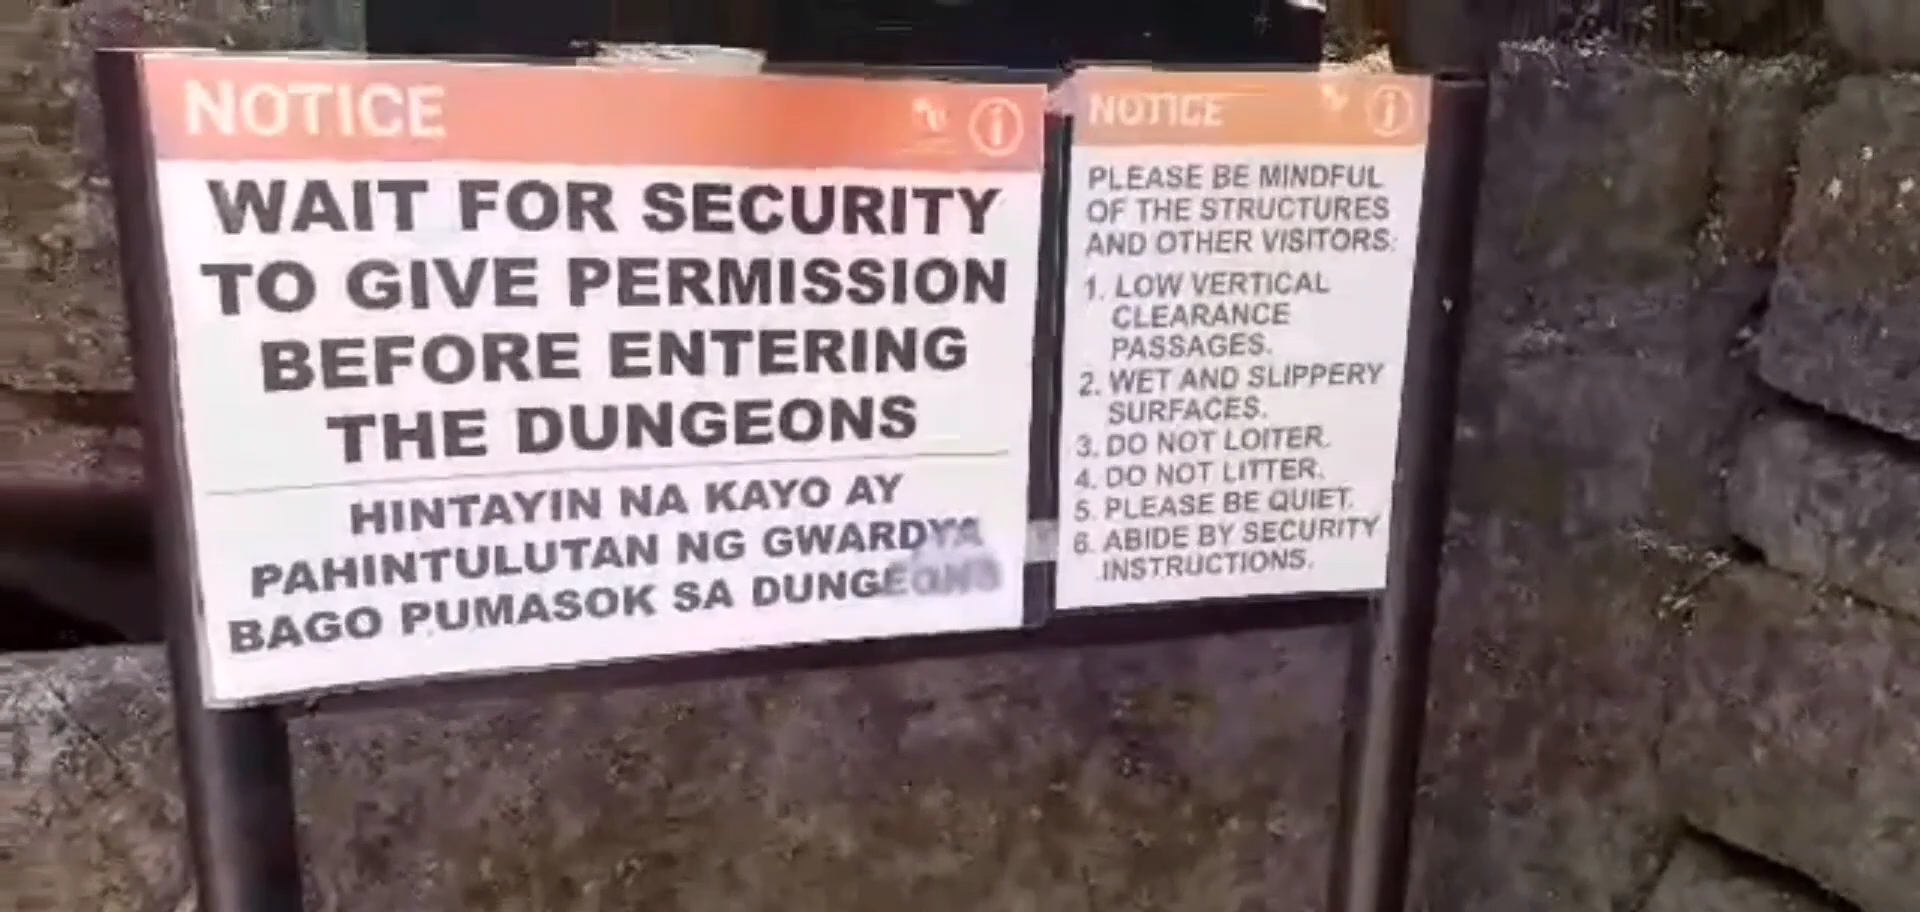 NOTICE
WAIT FOR SECURITY
TO GIVE PERMISSION
BEFORE ENTERING
THE DUNGEONS
HINTAYIN NA KAYO AY
PAHINTULUTAN NG GWARDYA
BAGO PUMASOK SA DUNGEONS
NOTICE
PLEASE BE MINDFUL
OF THE STRUCTURES
AND OTHER VISITORS:
1. LOW VERTICAL
CLEARANCE
PASSAGES.
2. WET AND SLIPPERY
SURFACES.
3. DO NOT LOITER.
4. DO NOT LITTER.
5. PLEASE BE QUIET.
6. ABIDE BY SECURITY
INSTRUCTIONS.